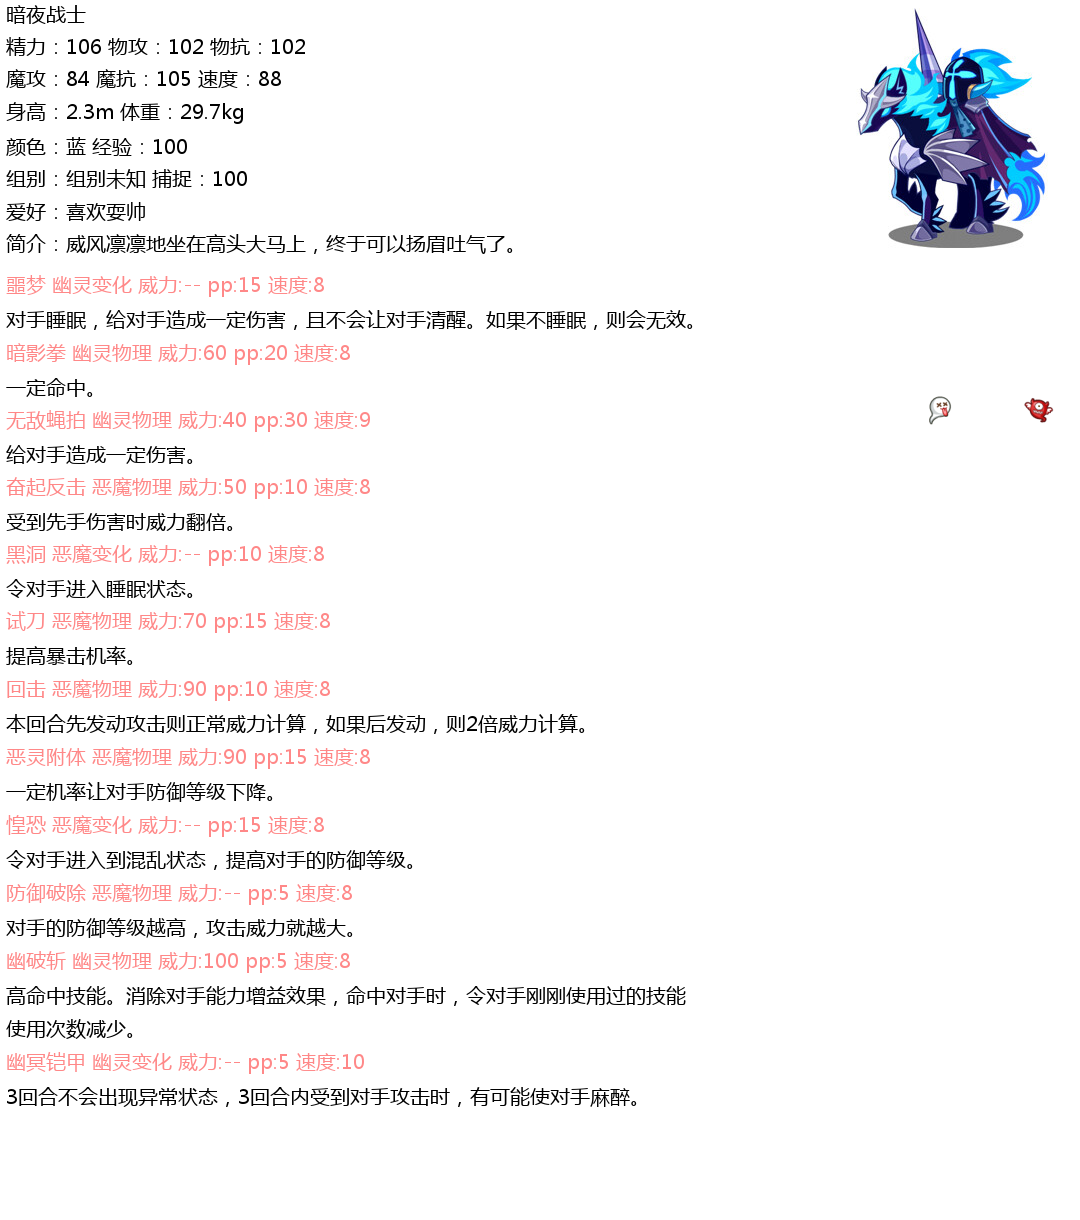 暗夜战士
精力：106 物攻：102 物抗：102
魔攻：84 魔抗：105 速度：88
身高：2.3m 体重：29.7kg
颜色：蓝 经验：100
组别：组别未知 捕捉：100
爱好：喜欢耍帅
简介：威风凛凛地坐在高头大马上，终于可以扬眉吐气了。
噩梦 幽灵变化 威力:-- pp:15 速度:8
对手睡眠，给对手造成一定伤害，且不会让对手清醒。如果不睡眠，则会无效。
暗影拳 幽灵物理 威力:60 pp:20 速度:8
一定命中。
无敌蝇拍 幽灵物理 威力:40 pp:30 速度:9
给对手造成一定伤害。
奋起反击 恶魔物理 威力:50 pp:10 速度:8
受到先手伤害时威力翻倍。
黑洞 恶魔变化 威力:-- pp:10 速度:8
令对手进入睡眠状态。
试刀 恶魔物理 威力:70 pp:15 速度:8
提高暴击机率。
回击 恶魔物理 威力:90 pp:10 速度:8
本回合先发动攻击则正常威力计算，如果后发动，则2倍威力计算。
恶灵附体 恶魔物理 威力:90 pp:15 速度:8
一定机率让对手防御等级下降。
惶恐 恶魔变化 威力:-- pp:15 速度:8
令对手进入到混乱状态，提高对手的防御等级。
防御破除 恶魔物理 威力:-- pp:5 速度:8
对手的防御等级越高，攻击威力就越大。
幽破斩 幽灵物理 威力:100 pp:5 速度:8
高命中技能。消除对手能力增益效果，命中对手时，令对手刚刚使用过的技能
使用次数减少。
幽冥铠甲 幽灵变化 威力:-- pp:5 速度:10
3回合不会出现异常状态，3回合内受到对手攻击时，有可能使对手麻醉。